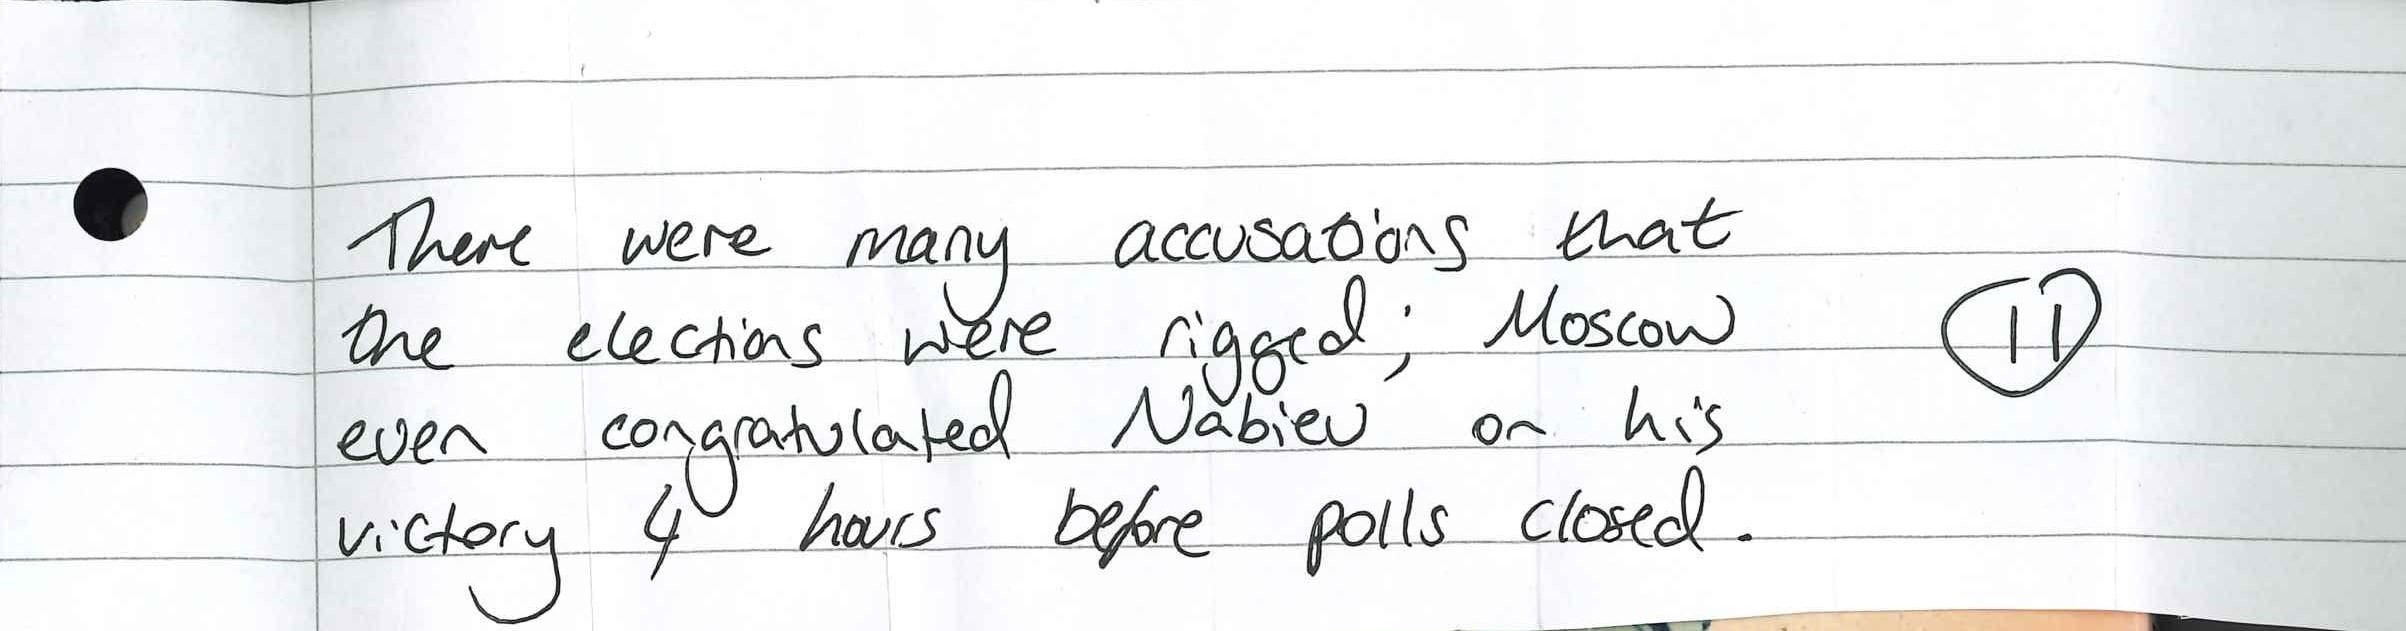 There were many accusations that
the elections were rigged; Moscow
even congratulated Nabiev on his
victory 4 hours before polls closed.
11